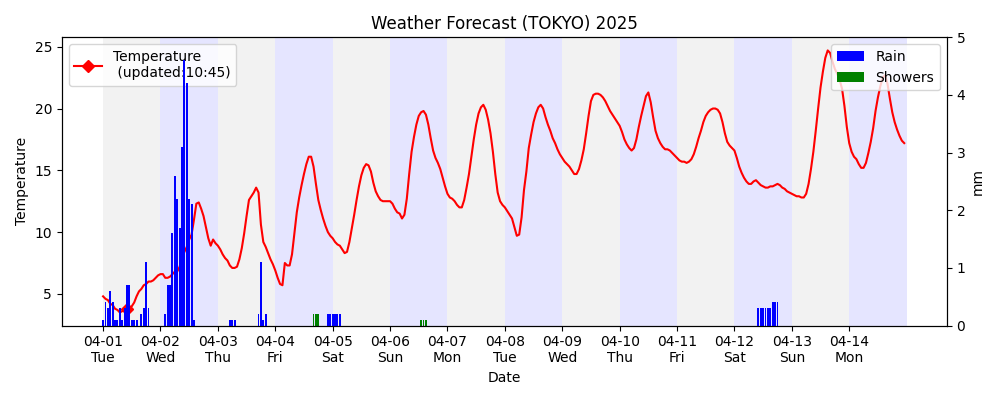 Weather Forecast (TOKYO) 2025
Temperature
(updated:10:45)
Rain
Showers
25
20
15
10
5
Temperature
5
4
3
2
1
0
mm
04-01 04-02 04-03 04-04 04-05 04-06 04-07 04-08 04-09 04-10 04-11 04-12 04-13 04-14
Tue Wed Thu Fri Sat Sun Mon Tue Wed Thu Fri Sat Sun Mon
Date